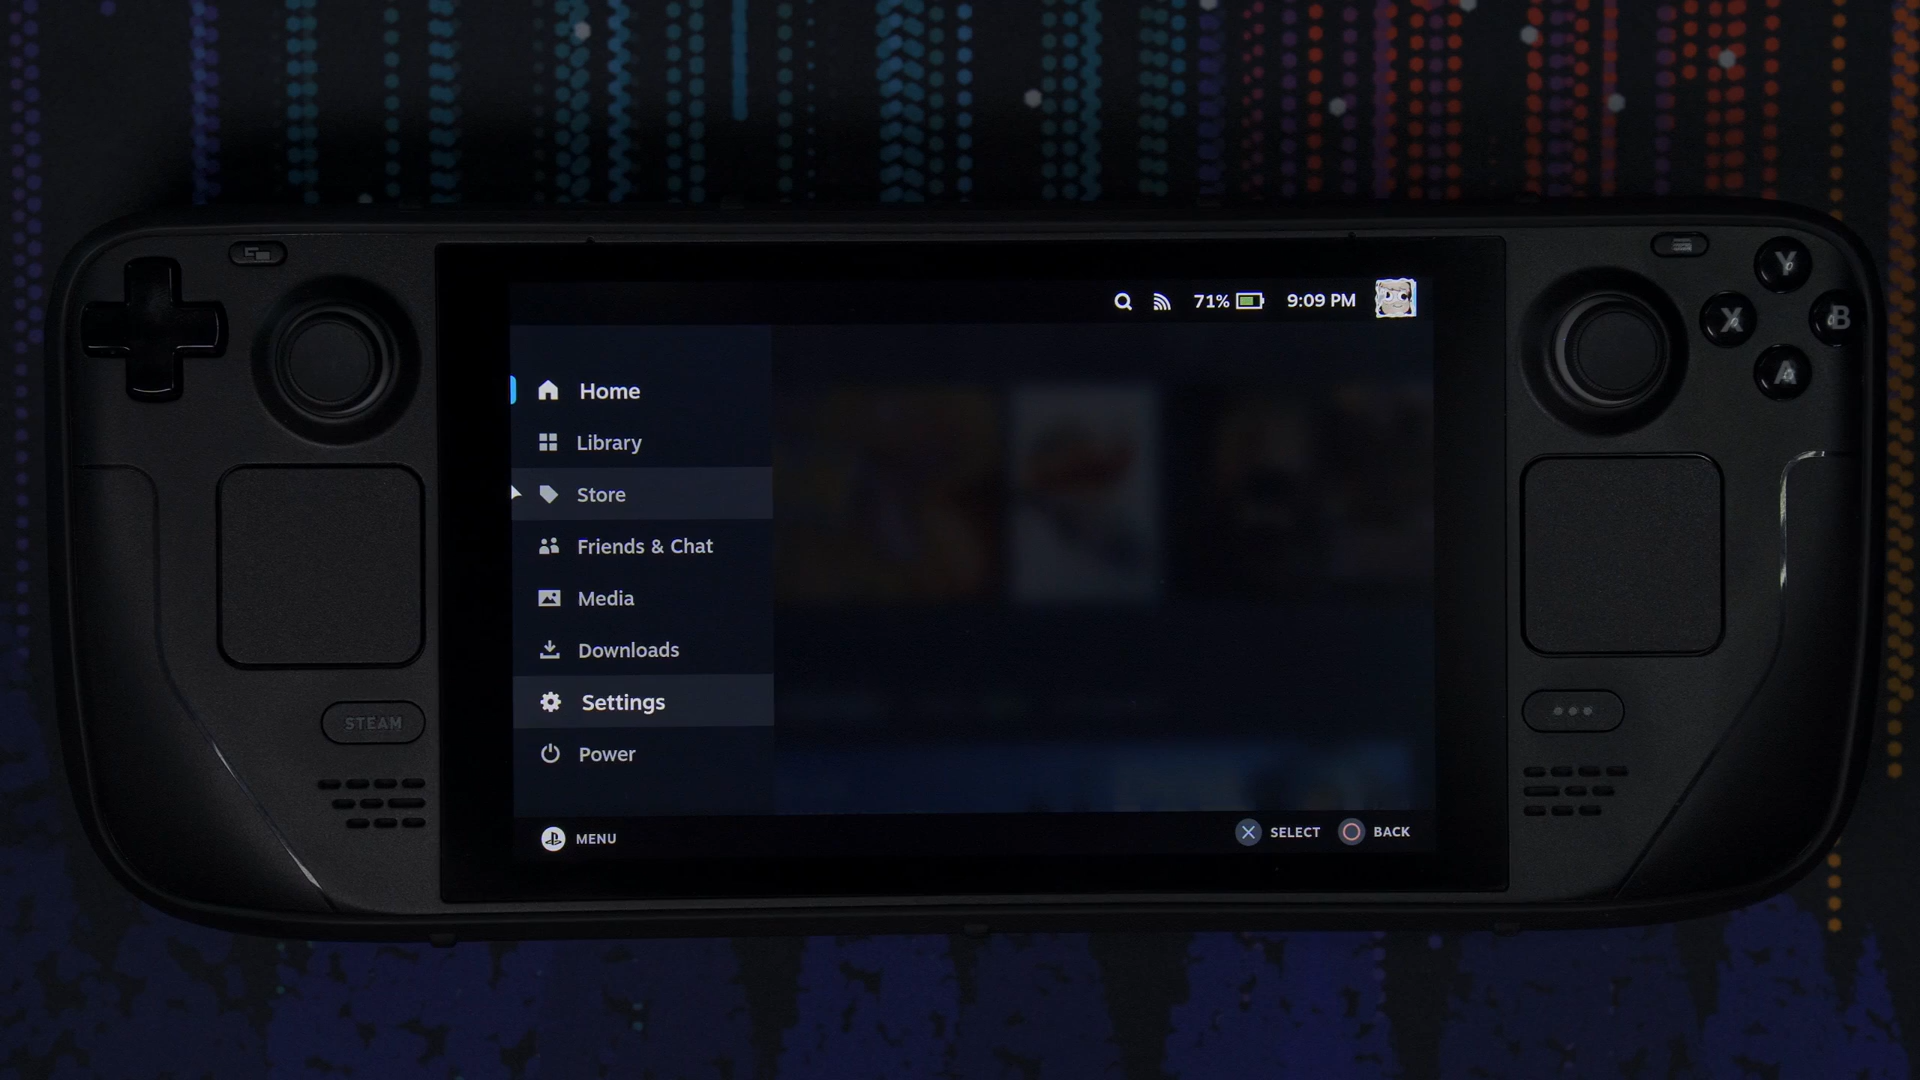 71% 9:09 PM
Home
Library
Store
Friends & Chat
Media
Downloads
Settings
Power
MENU
SELECT BACK
STEAM
Y
X
B
A